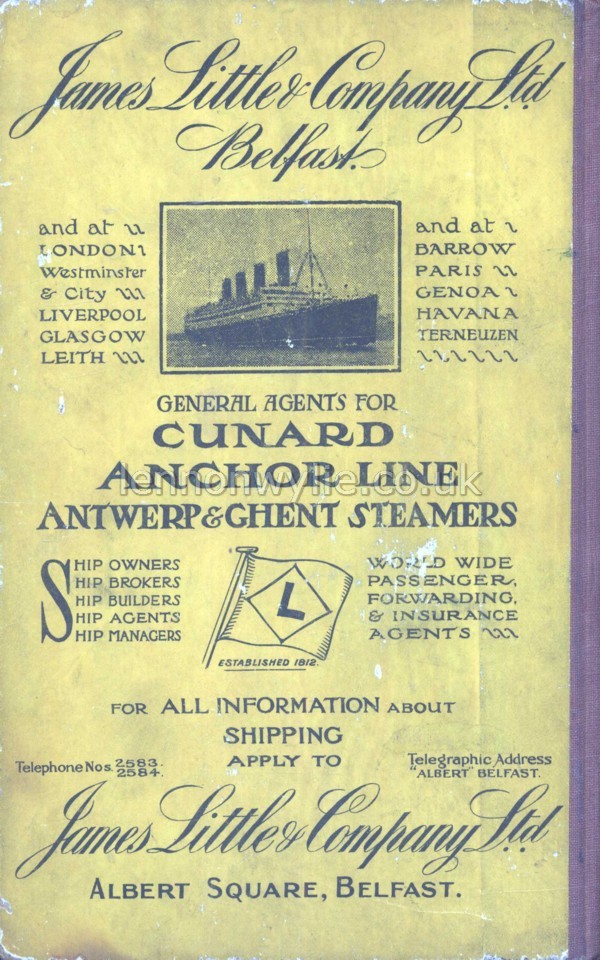 James Little & Company Ltd
Belfast.
and at
LONDON
Westminster
& City
LIVERPOOL
GLASGOW
LEITH
and at
BARROW
PARIS
GENOA
HAVANA
TERNEUZEN
GENERAL AGENTS FOR
CUNARD
ANCHOR LINE
lennonwylie.co.uk
ANTWERP & GHENT STEAMERS
SHIP OWNERS
SHIP BROKERS
SHIP BUILDERS
SHIP AGENTS
SHIP MANAGERS
L
ESTABLISHED 1812.
WORLD WIDE
PASSENGER,
FORWARDING,
& INSURANCE
AGENTS
FOR ALL INFORMATION ABOUT
SHIPPING
APPLY TO
Telephone Nos. 2583.
2584.
Telegraphic Address
"ALBERT" BELFAST.
James Little & Company Ltd
ALBERT SQUARE, BELFAST.